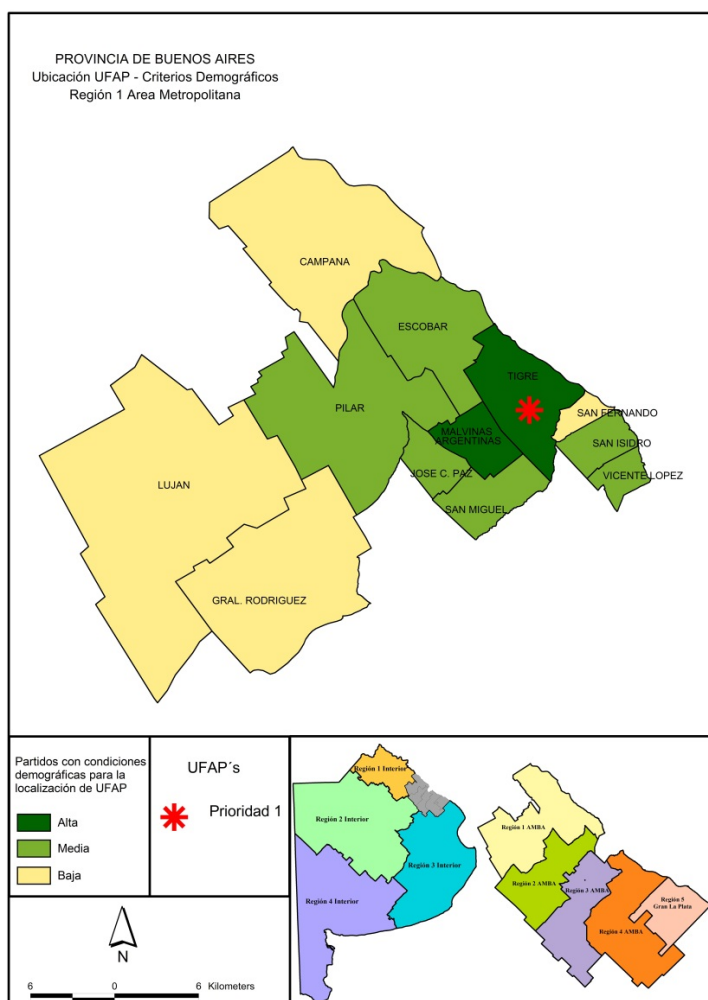 PROVINCIA DE BUENOS AIRES
Ubicación UFAP - Criterios Demográficos
Región 1 Area Metropolitana
CAMPANA
ESCOBAR
TIGRE
PILAR
SAN FERNANDO
MALVINAS
ARGENTINAS
SAN ISIDRO
JOSE C. PAZ
VICENTE LOPEZ
LUJAN
SAN MIGUEL
GRAL. RODRIGUEZ
Partidos con condiciones
demográficas para la
localización de UFAP
Alta
Media
Baja
UFAP´s
Prioridad 1
N
6 0 6 Kilometers
Región 1 Interior
Región 2 Interior
Región 3 Interior
Región 4 Interior
Región 1 AMBA
Región 2 AMBA
Región 3 AMBA
Región 4 AMBA
Región 5
Gran La Plata